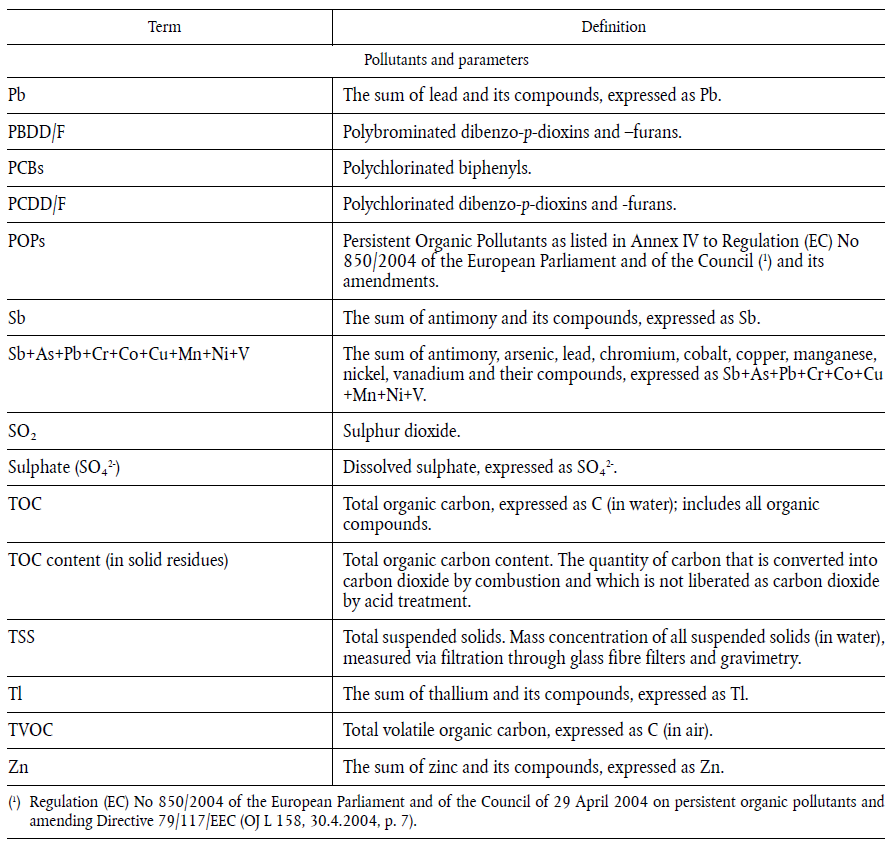 Term Definition
Pollutants and parameters
Pb The sum of lead and its compounds, expressed as Pb.
PBDD/F Polybrominated dibenzo-p-dioxins and –furans.
PCBs Polychlorinated biphenyls.
PCDD/F Polychlorinated dibenzo-p-dioxins and -furans.
POPs Persistent Organic Pollutants as listed in Annex IV to Regulation (EC) No
850/2004 of the European Parliament and of the Council (¹) and its
amendments.
Sb The sum of antimony and its compounds, expressed as Sb.
Sb+As+Pb+Cr+Co+Cu+Mn+Ni+V The sum of antimony, arsenic, lead, chromium, cobalt, copper, manganese,
nickel, vanadium and their compounds, expressed as Sb+As+Pb+Cr+Co+Cu
+Mn+Ni+V.
SO₂ Sulphur dioxide.
Sulphate (SO₄²⁻) Dissolved sulphate, expressed as SO₄²⁻.
TOC Total organic carbon, expressed as C (in water); includes all organic
compounds.
TOC content (in solid residues) Total organic carbon content. The quantity of carbon that is converted into
carbon dioxide by combustion and which is not liberated as carbon dioxide
by acid treatment.
TSS Total suspended solids. Mass concentration of all suspended solids (in water),
measured via filtration through glass fibre filters and gravimetry.
Tl The sum of thallium and its compounds, expressed as Tl.
TVOC Total volatile organic carbon, expressed as C (in air).
Zn The sum of zinc and its compounds, expressed as Zn.
(¹) Regulation (EC) No 850/2004 of the European Parliament and of the Council of 29 April 2004 on persistent organic pollutants and
amending Directive 79/117/EEC (OJ L 158, 30.4.2004, p. 7).